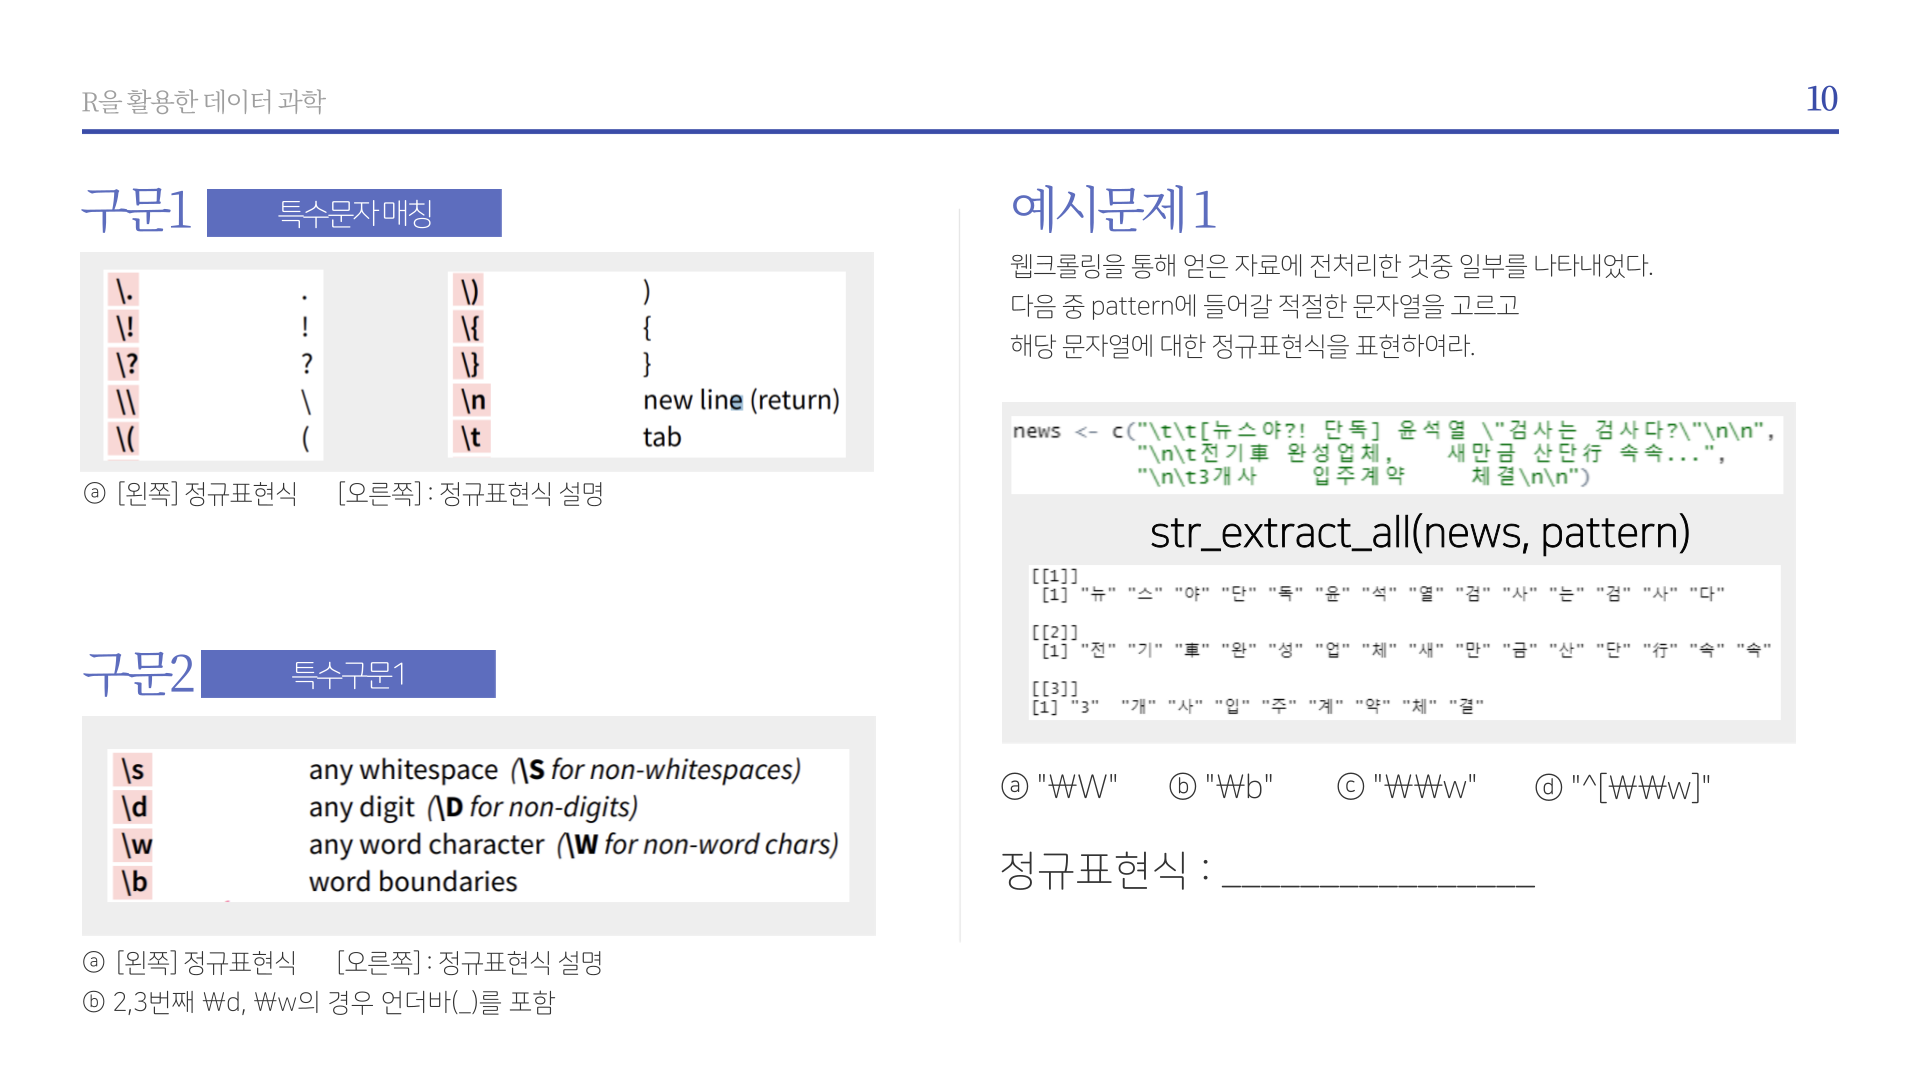 R을 활용한 데이터 과학
10
구문1
특수문자 매칭
\. .
\! !
\? ?
\\ \
\( (
\) )
\{ {
\} }
\n new line (return)
\t tab
ⓐ [왼쪽] 정규표현식 [오른쪽] : 정규표현식 설명
구문2
특수구문1
\s any whitespace (\S for non-whitespaces)
\d any digit (\D for non-digits)
\w any word character (\W for non-word chars)
\b word boundaries
ⓐ [왼쪽] 정규표현식 [오른쪽] : 정규표현식 설명
ⓑ 2,3번째 ₩d, ₩w의 경우 언더바(_)를 포함
예시문제 1
웹크롤링을 통해 얻은 자료에 전처리한 것중 일부를 나타내었다.
다음 중 pattern에 들어갈 적절한 문자열을 고르고
해당 문자열에 대한 정규표현식을 표현하여라.
news <- c("\t\t[뉴스야?! 단독] 윤석열 \"검사는 검사다?\"\n\n",
"\n\t전기車 완성업체, 새만금 산단行 속속...",
"\n\t3개사 입주계약 체결\n\n")
str_extract_all(news, pattern)
[[1]]
[1] "뉴" "스" "야" "단" "독" "윤" "석" "열" "검" "사" "는" "검" "사" "다"
[[2]]
[1] "전" "기" "車" "완" "성" "업" "체" "새" "만" "금" "산" "단" "行" "속" "속"
[[3]]
[1] "3" "개" "사" "입" "주" "계" "약" "체" "결"
ⓐ "₩W" ⓑ "₩b" ⓒ "₩₩w" ⓓ "^[₩₩w]"
정규표현식 : ________________